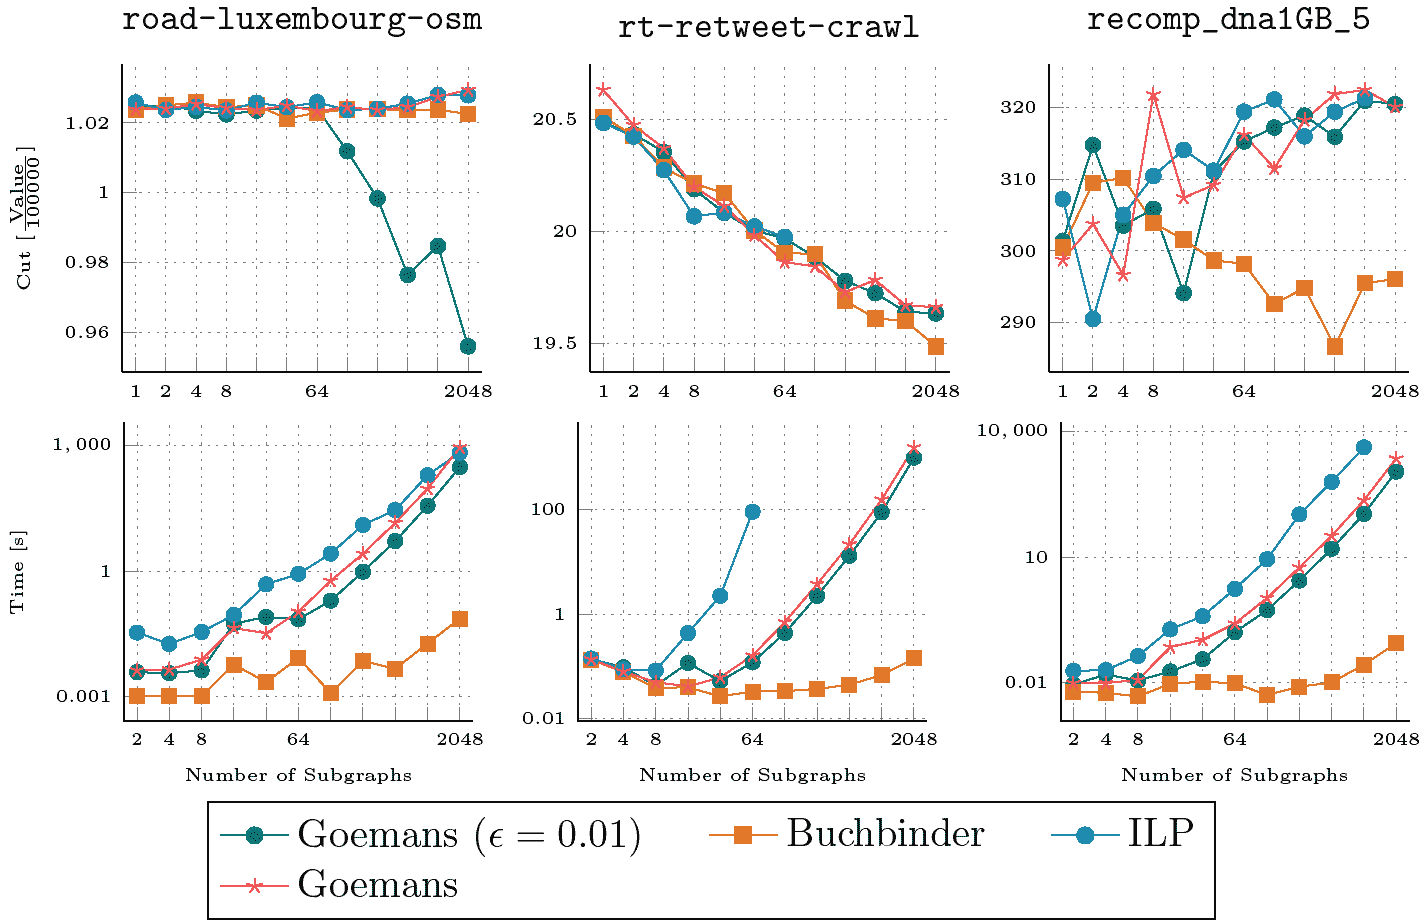 road-luxembourg-osm
rt-retweet-crawl
recomp_dna1GB_5
Cut [ Value / 100000 ]
1.02
1
0.98
0.96
1 2 4 8 64 2048
20.5
20
19.5
1 2 4 8 64 2048
320
310
300
290
1 2 4 8 64 2048
Time [s]
1,000
1
0.001
2 4 8 64 2048
Number of Subgraphs
100
1
0.01
2 4 8 64 2048
Number of Subgraphs
10,000
10
0.01
2 4 8 64 2048
Number of Subgraphs
Goemans (ϵ = 0.01) Buchbinder ILP
Goemans